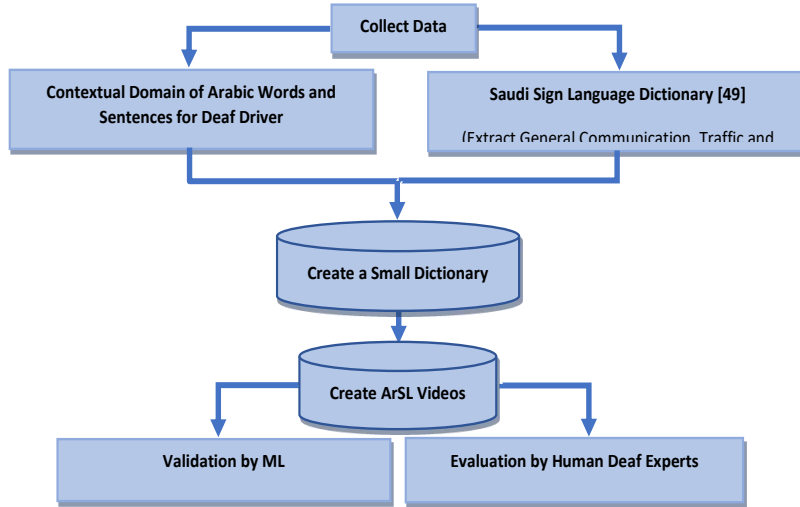 Collect Data
Contextual Domain of Arabic Words and
Sentences for Deaf Driver
Saudi Sign Language Dictionary [49]
(Extract General Communication, Traffic and
Create a Small Dictionary
Create ArSL Videos
Validation by ML
Evaluation by Human Deaf Experts